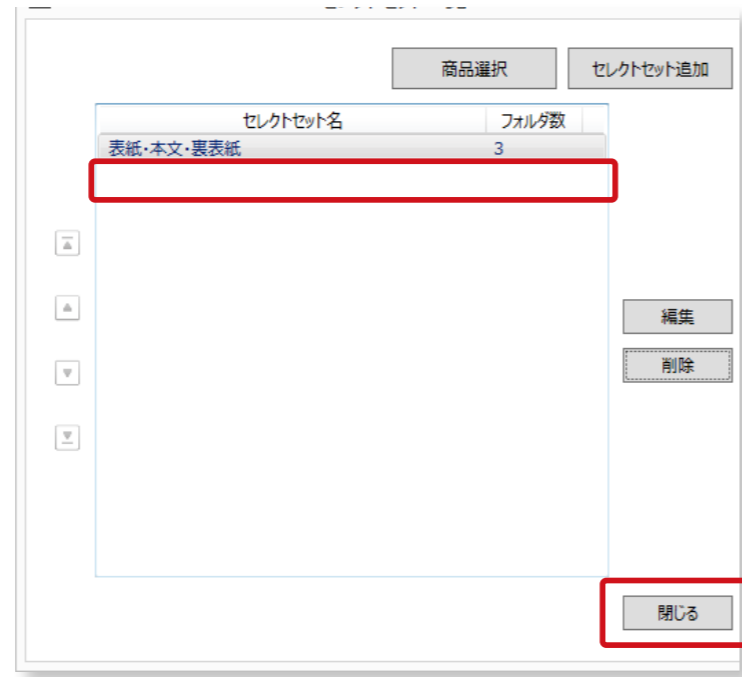 商品選択 セレクトセット追加
セレクトセット名 フォルダ数
表紙・本文・裏表紙 3
編集
削除
閉じる